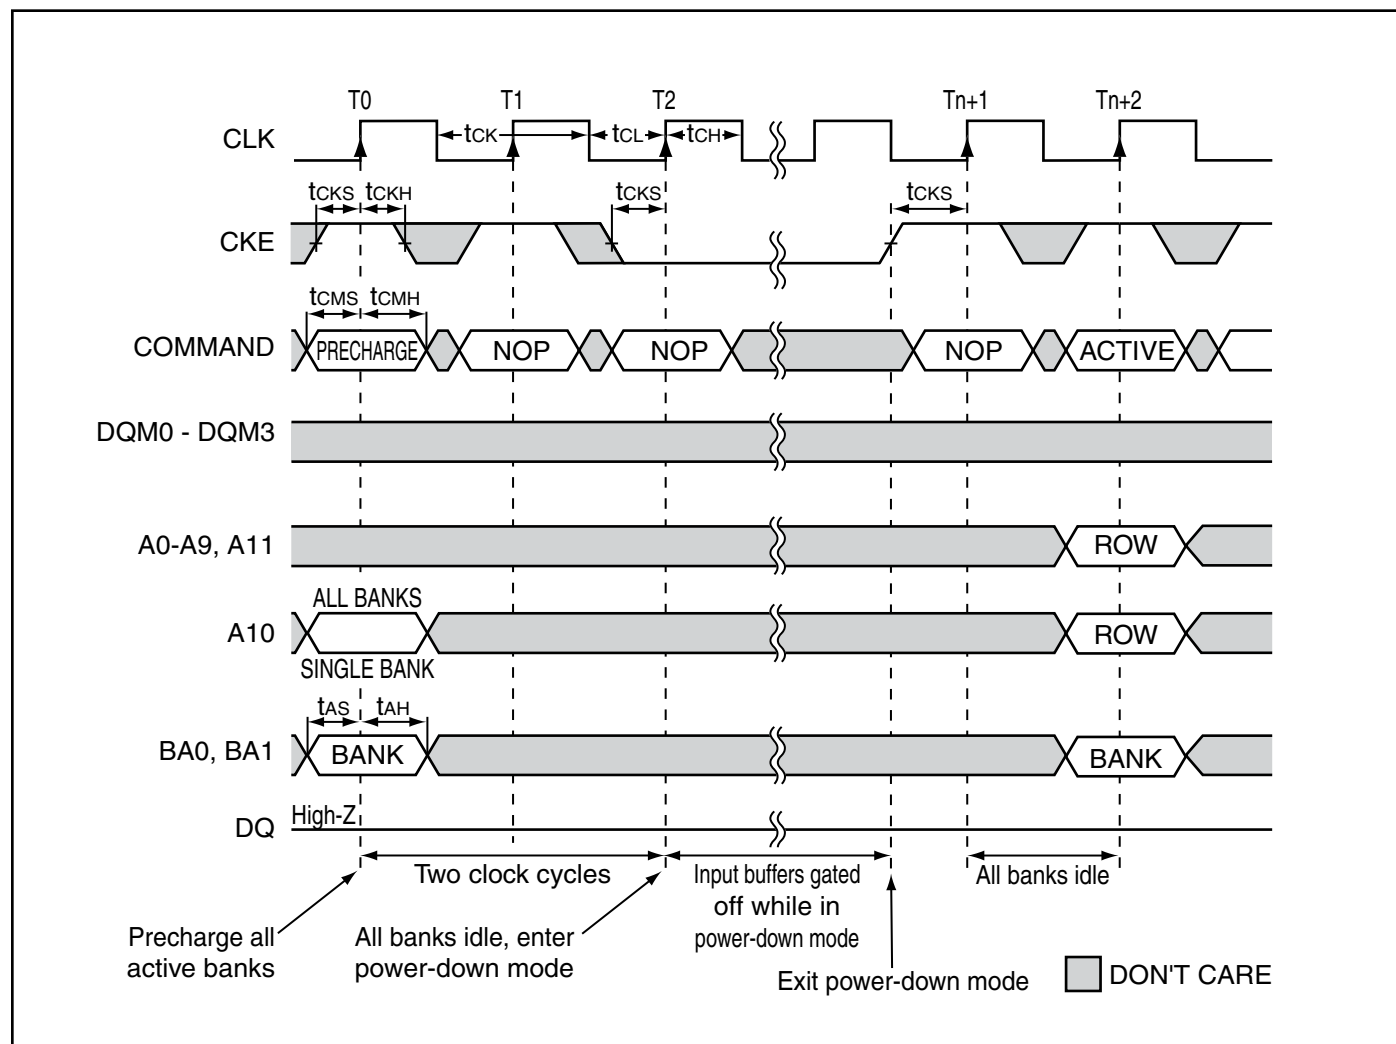 T0 T1 T2 Tn+1 Tn+2
CLK tCK tCL tCH
tCKS tCKH tCKS tCKS
CKE
tCMS tCMH
COMMAND PRECHARGE NOP NOP NOP ACTIVE
DQM0 - DQM3
A0-A9, A11 ROW
ALL BANKS
A10 ROW
SINGLE BANK
tAS tAH
BA0, BA1 BANK BANK
High-Z
DQ
Two clock cycles
Input buffers gated
off while in
power-down mode
All banks idle
Precharge all
active banks
All banks idle, enter
power-down mode
Exit power-down mode
DON'T CARE